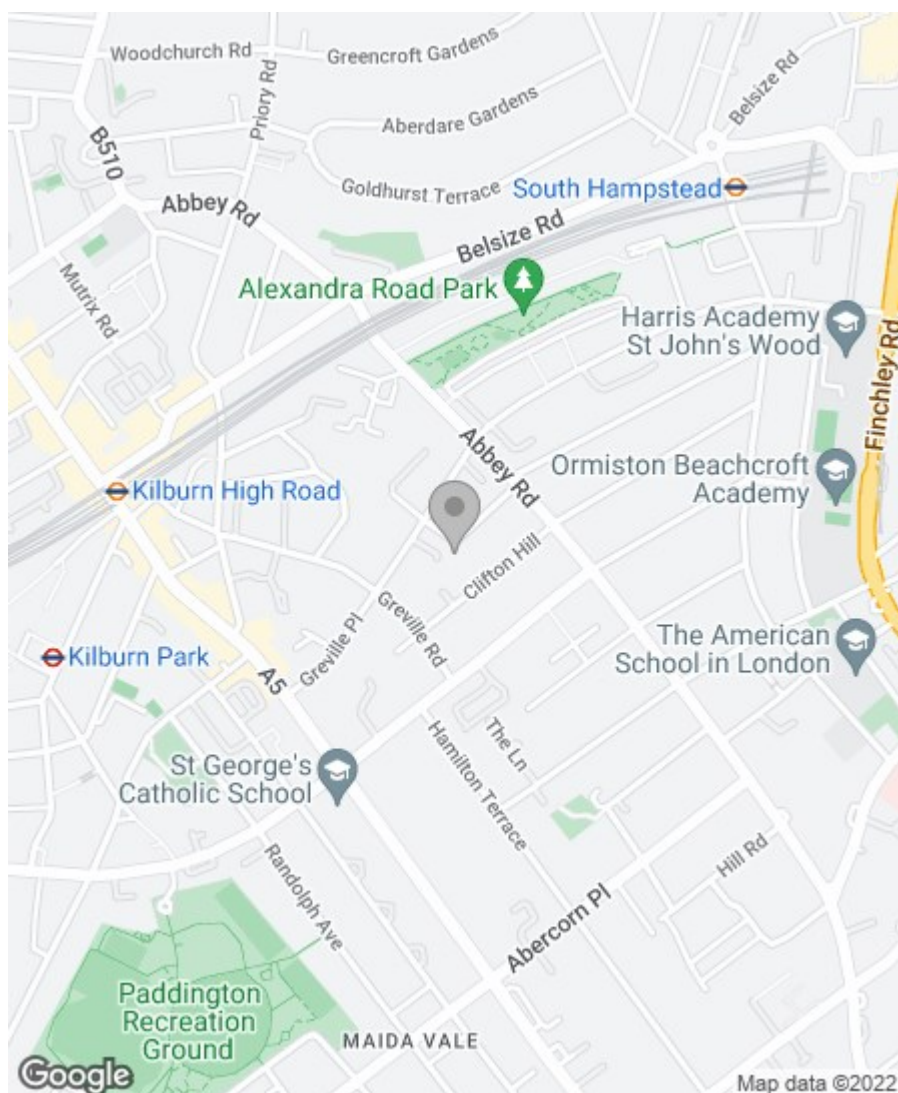 Woodchurch Rd
Greencroft Gardens
Priory Rd
Belsize Rd
Aberdare Gardens
B510
Goldhurst Terrace
South Hampstead
Abbey Rd
Belsize Rd
Alexandra Road Park
Mutrix Rd
Harris Academy
St John's Wood
Finchley Rd
Abbey Rd
Ormiston Beachcroft
Academy
Kilburn High Road
Clifton Hill
Greville Pl
Greville Rd
The American
School in London
Kilburn Park
A5
The Ln
Hamilton Terrace
St George's
Catholic School
Hill Rd
Randolph Ave
Abercorn Pl
Paddington
Recreation
Ground
MAIDA VALE
Google
Map data ©2022